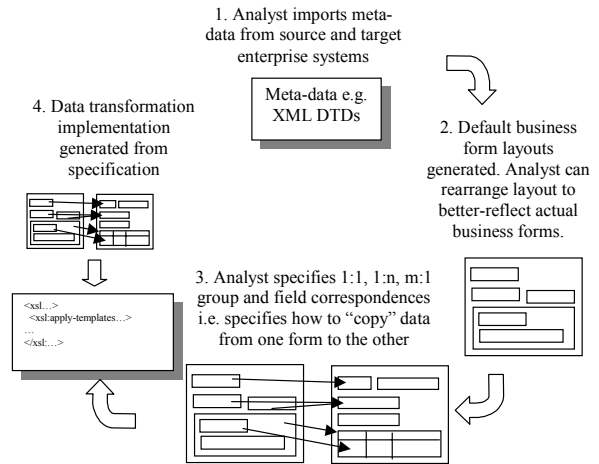 1. Analyst imports meta-
data from source and target
enterprise systems
Meta-data e.g.
XML DTDs
2. Default business
form layouts
generated. Analyst can
rearrange layout to
better-reflect actual
business forms.
3. Analyst specifies 1:1, 1:n, m:1
group and field correspondences
i.e. specifies how to “copy” data
from one form to the other
4. Data transformation
implementation
generated from
specification
<xsl…>
<xsl:apply-templates…>
…
</xsl:…>